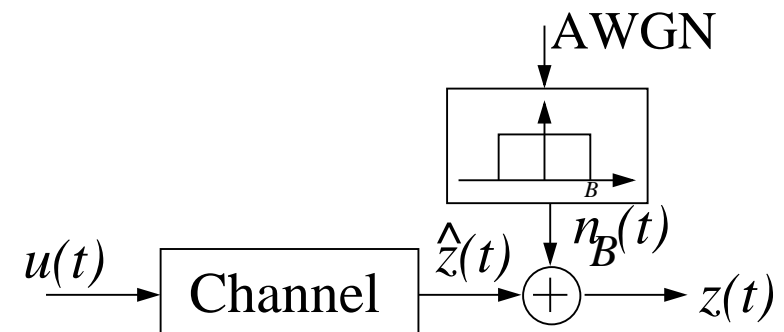 AWGN
B
n_B(t)
u(t)
Channel
ẑ(t)
+
z(t)